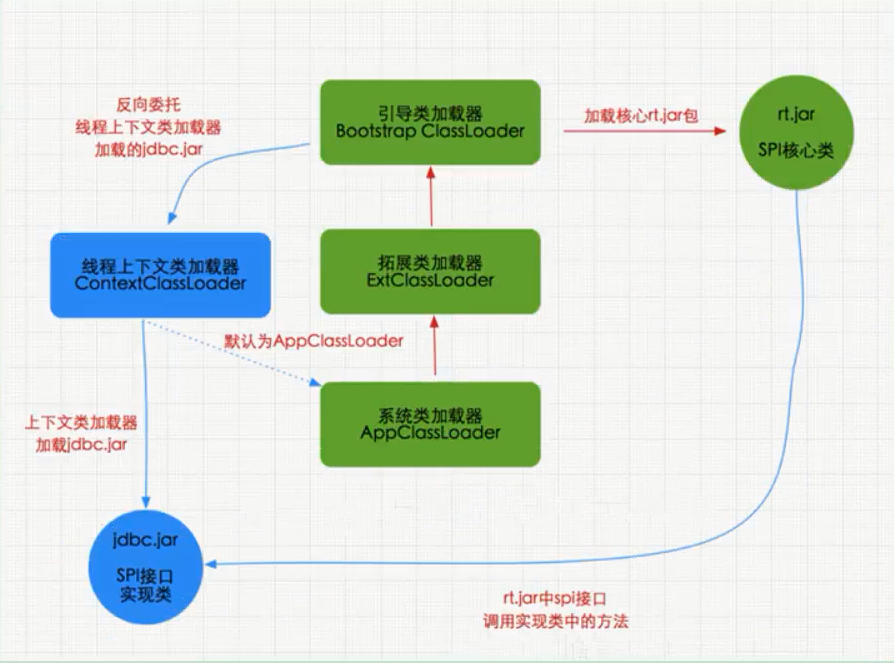 反向委托
线程上下文类加载器
加载的jdbc.jar
引导类加载器
Bootstrap ClassLoader
加载核心rt.jar包
rt.jar
SPI核心类
线程上下文类加载器
ContextClassLoader
拓展类加载器
ExtClassLoader
默认为AppClassLoader
系统类加载器
AppClassLoader
上下文类加载器
加载jdbc.jar
jdbc.jar
SPI接口
实现类
rt.jar中spi接口
调用实现类中的方法